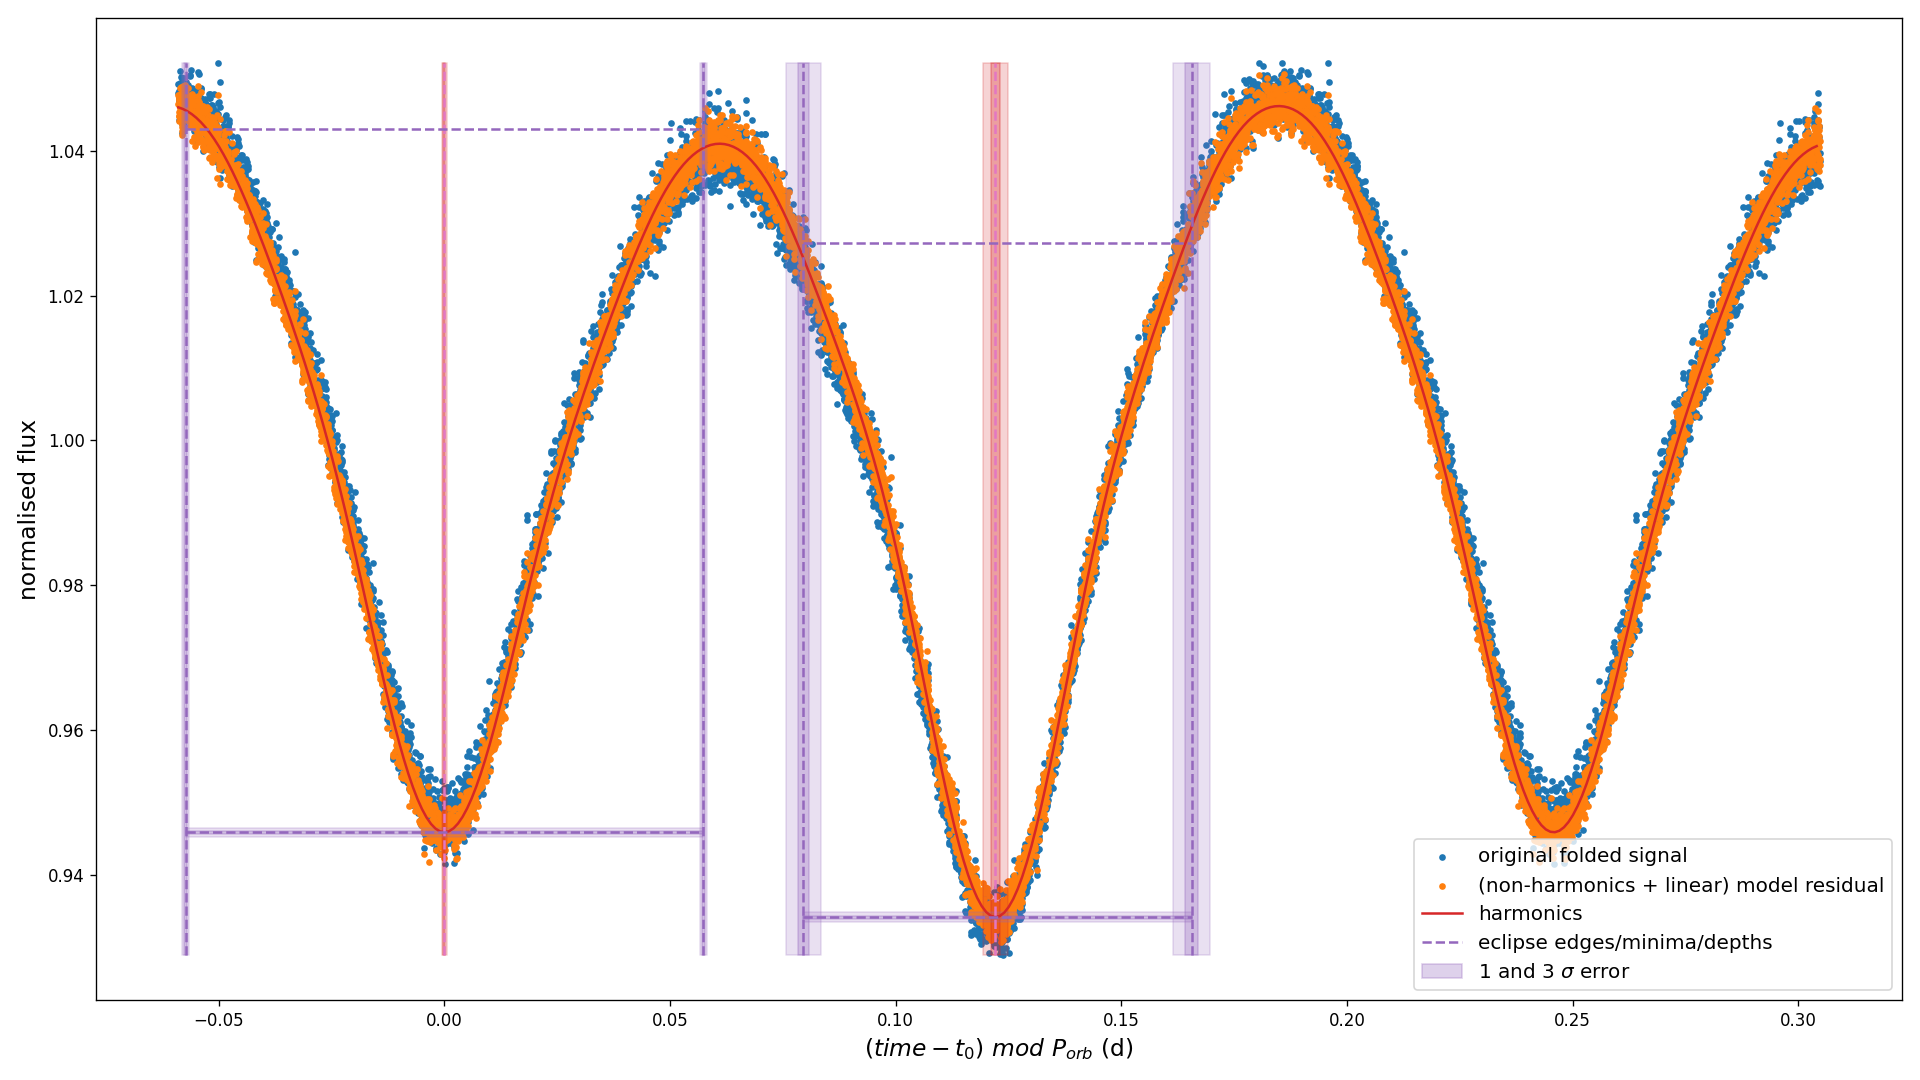 normalised flux
1.04
1.02
1.00
0.98
0.96
0.94
−0.05
0.00
0.05
0.10
0.15
0.20
0.25
0.30
(time − t₀) mod Pₒᵣb (d)
original folded signal
(non-harmonics + linear) model residual
harmonics
eclipse edges/minima/depths
1 and 3 σ error